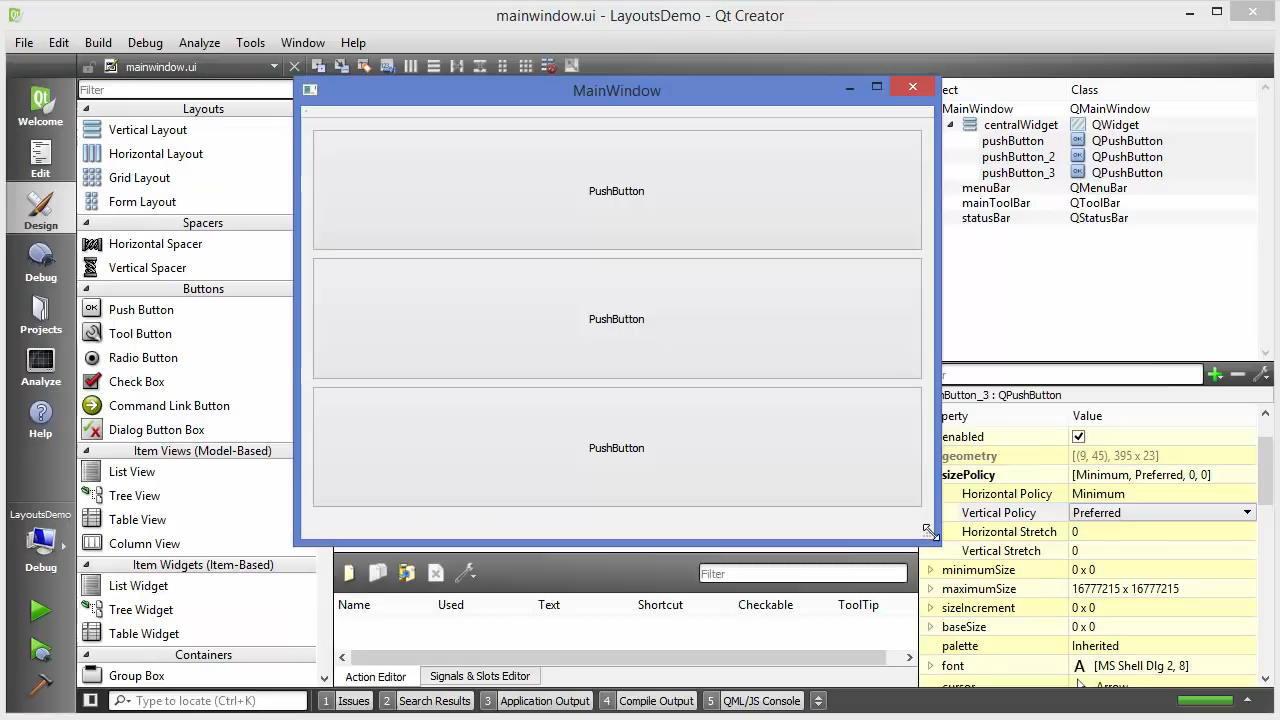 mainwindow.ui - LayoutsDemo - Qt Creator
File Edit Build Debug Analyze Tools Window Help
mainwindow.ui
Welcome
Edit
Design
Debug
Projects
Analyze
Help
LayoutsDemo
Debug
Filter
Layouts
Vertical Layout
Horizontal Layout
Grid Layout
Form Layout
Spacers
Horizontal Spacer
Vertical Spacer
Buttons
OK Push Button
Tool Button
Radio Button
Check Box
Command Link Button
Dialog Button Box
Item Views (Model-Based)
List View
Tree View
Table View
Column View
Item Widgets (Item-Based)
List Widget
Tree Widget
Table Widget
Containers
Group Box
MainWindow
PushButton
PushButton
PushButton
Filter
Name Used Text Shortcut Checkable ToolTip
Action Editor Signals & Slots Editor
ect Class
MainWindow QMainWindow
centralWidget QWidget
pushButton OK QPushButton
pushButton_2 OK QPushButton
pushButton_3 OK QPushButton
menuBar QMenuBar
mainToolBar QToolBar
statusBar QStatusBar
hButton_3 : QPushButton
perty Value
enabled
geometry [(9, 45), 395 x 23]
sizePolicy [Minimum, Preferred, 0, 0]
Horizontal Policy Minimum
Vertical Policy Preferred
Horizontal Stretch 0
Vertical Stretch 0
minimumSize 0 x 0
maximumSize 16777215 x 16777215
sizeIncrement 0 x 0
baseSize 0 x 0
palette Inherited
font A [MS Shell Dlg 2, 8]
cursor Arrow
Type to locate (Ctrl+K) 1 Issues 2 Search Results 3 Application Output 4 Compile Output 5 QML/JS Console